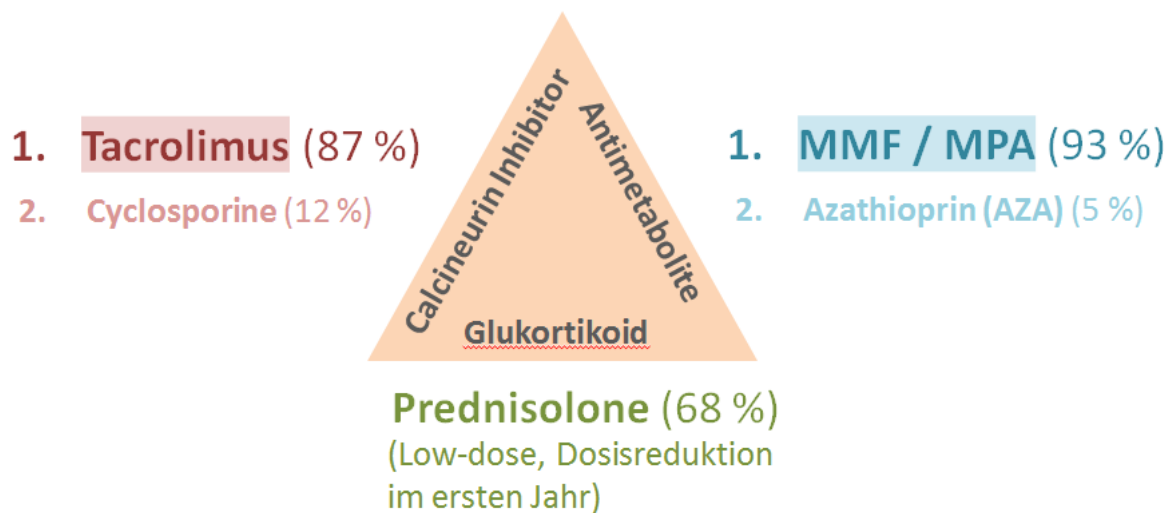 1. Tacrolimus (87 %)
2. Cyclosporine (12 %)
Calcineurin Inhibitor
Antimetabolite
Glukortikoid
1. MMF / MPA (93 %)
2. Azathioprin (AZA) (5 %)
Prednisolone (68 %)
(Low-dose, Dosisreduktion
im ersten Jahr)